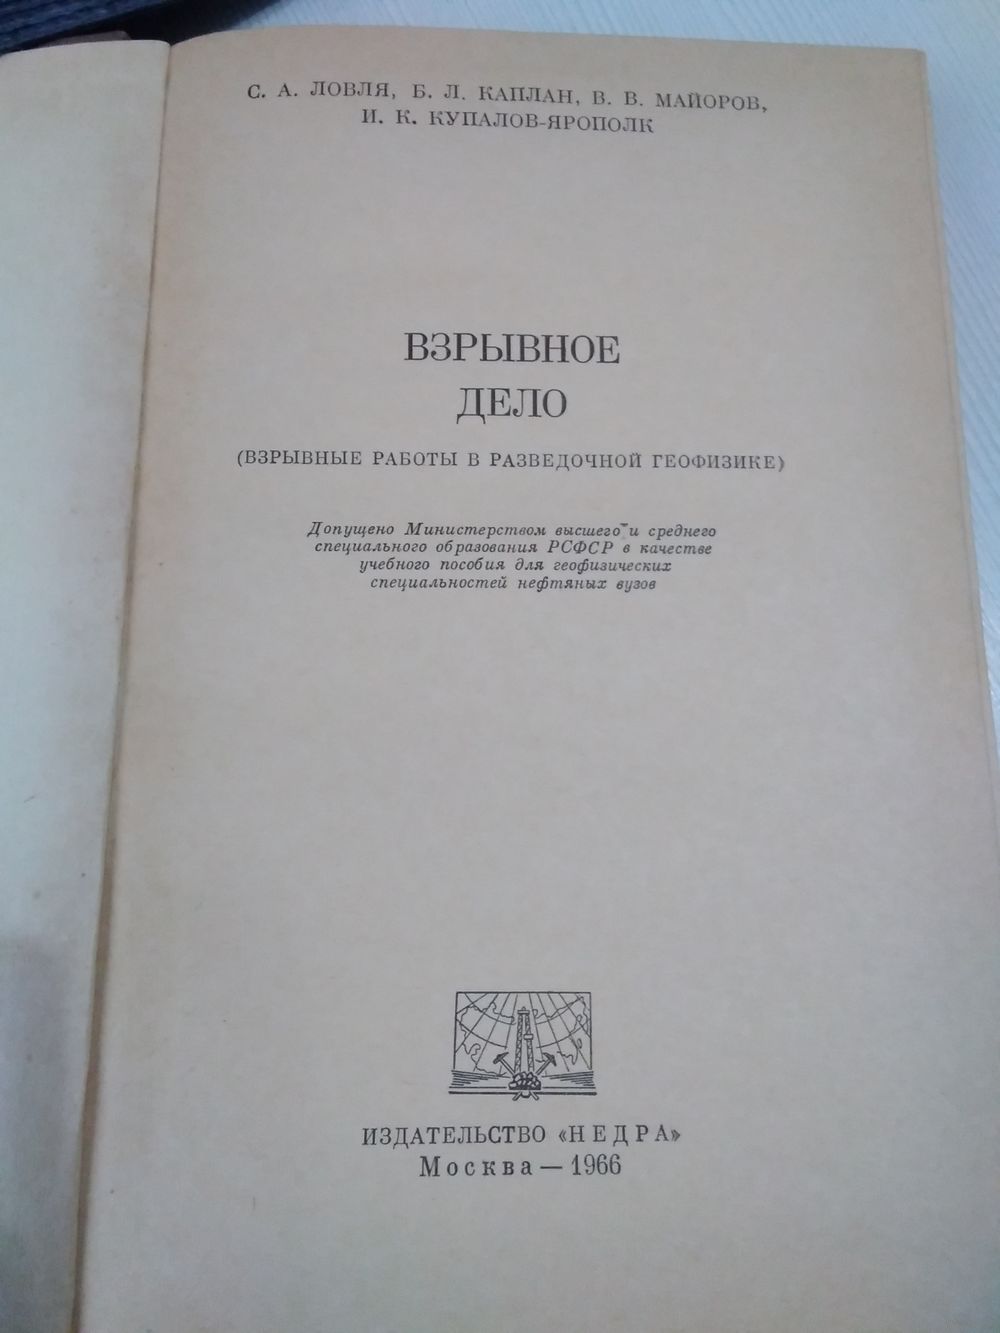 С. А. ЛОВЛЯ, Б. Л. КАПЛАН, В. В. МАЙОРОВ,
И. К. КУПАЛОВ-ЯРОПОЛК
ВЗРЫВНОЕ
ДЕЛО
(ВЗРЫВНЫЕ РАБОТЫ В РАЗВЕДОЧНОЙ ГЕОФИЗИКЕ)
Допущено Министерством высшего и среднего
специального образования РСФСР в качестве
учебного пособия для геофизических
специальностей нефтяных вузов
ИЗДАТЕЛЬСТВО «НЕДРА»
Москва — 1966